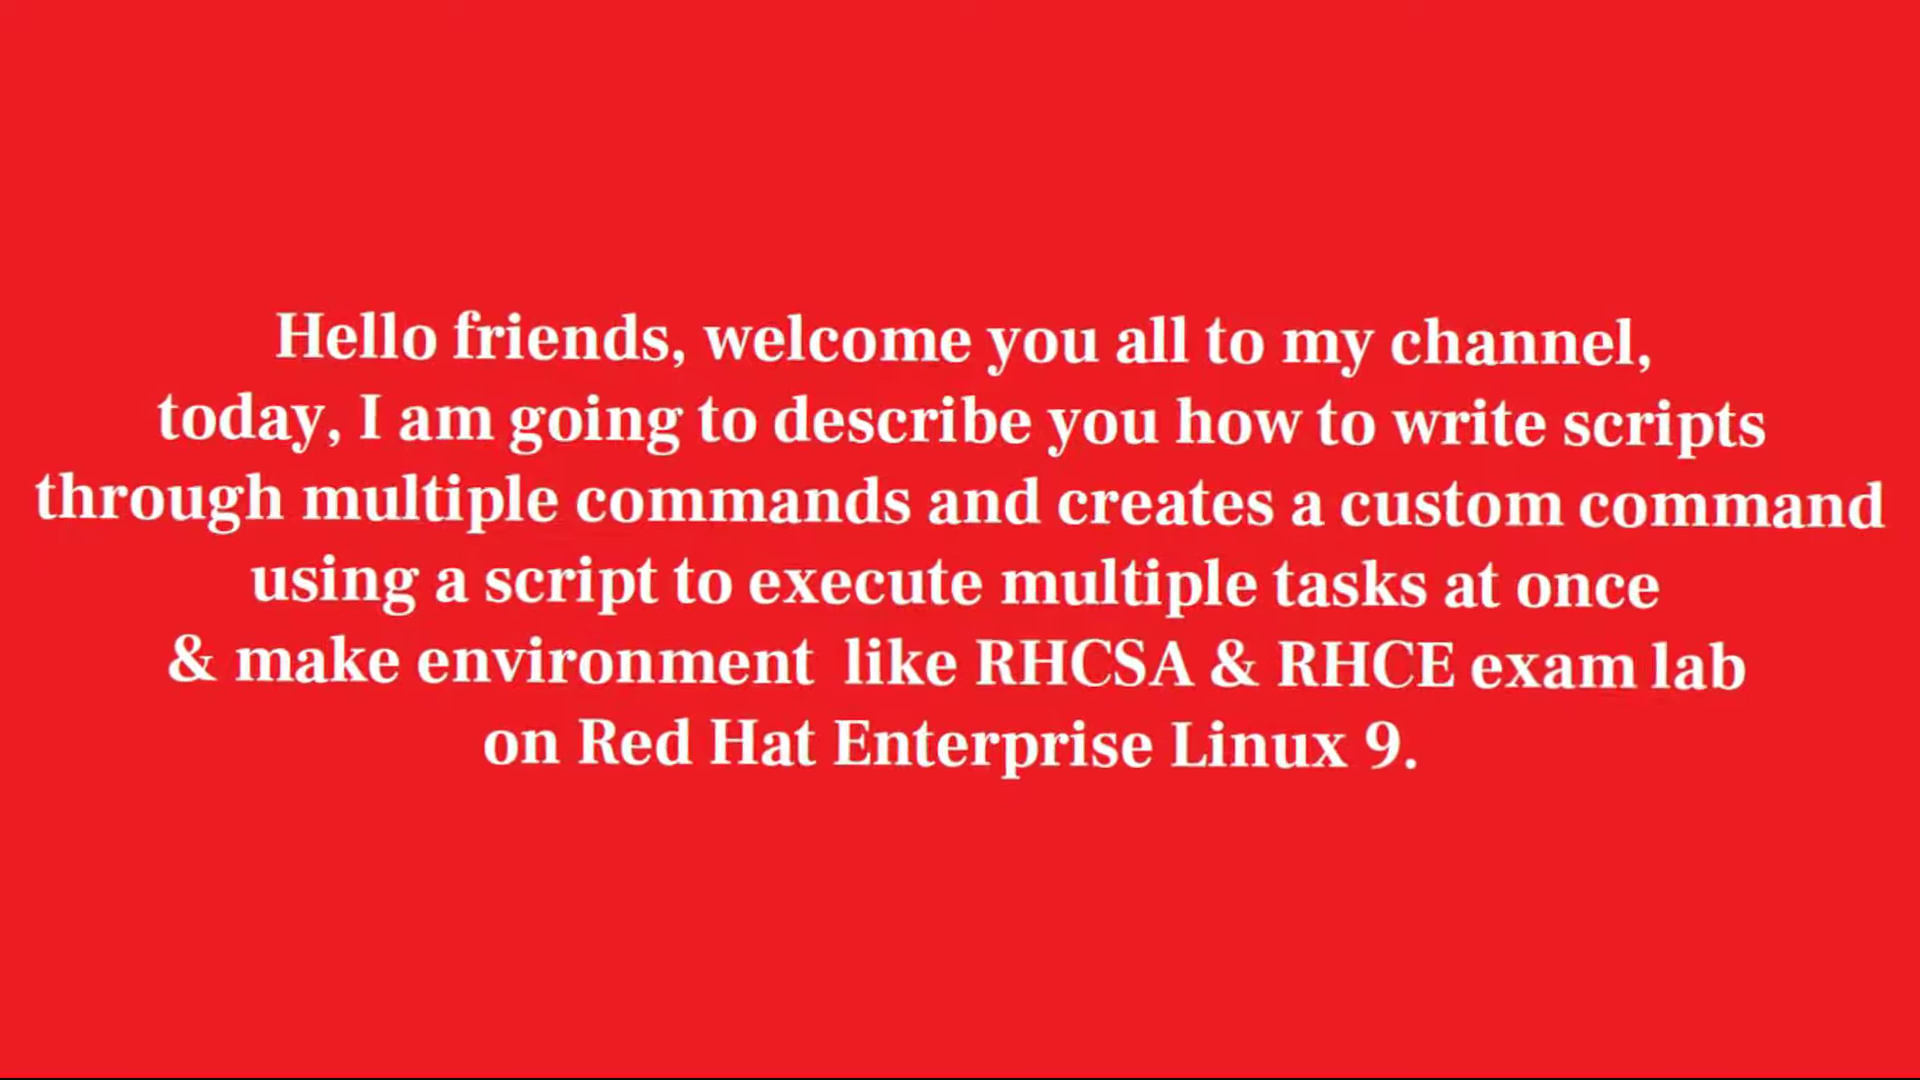 Hello friends, welcome you all to my channel,
today, I am going to describe you how to write scripts
through multiple commands and creates a custom command
using a script to execute multiple tasks at once
& make environment  like RHCSA & RHCE exam lab
on Red Hat Enterprise Linux 9.